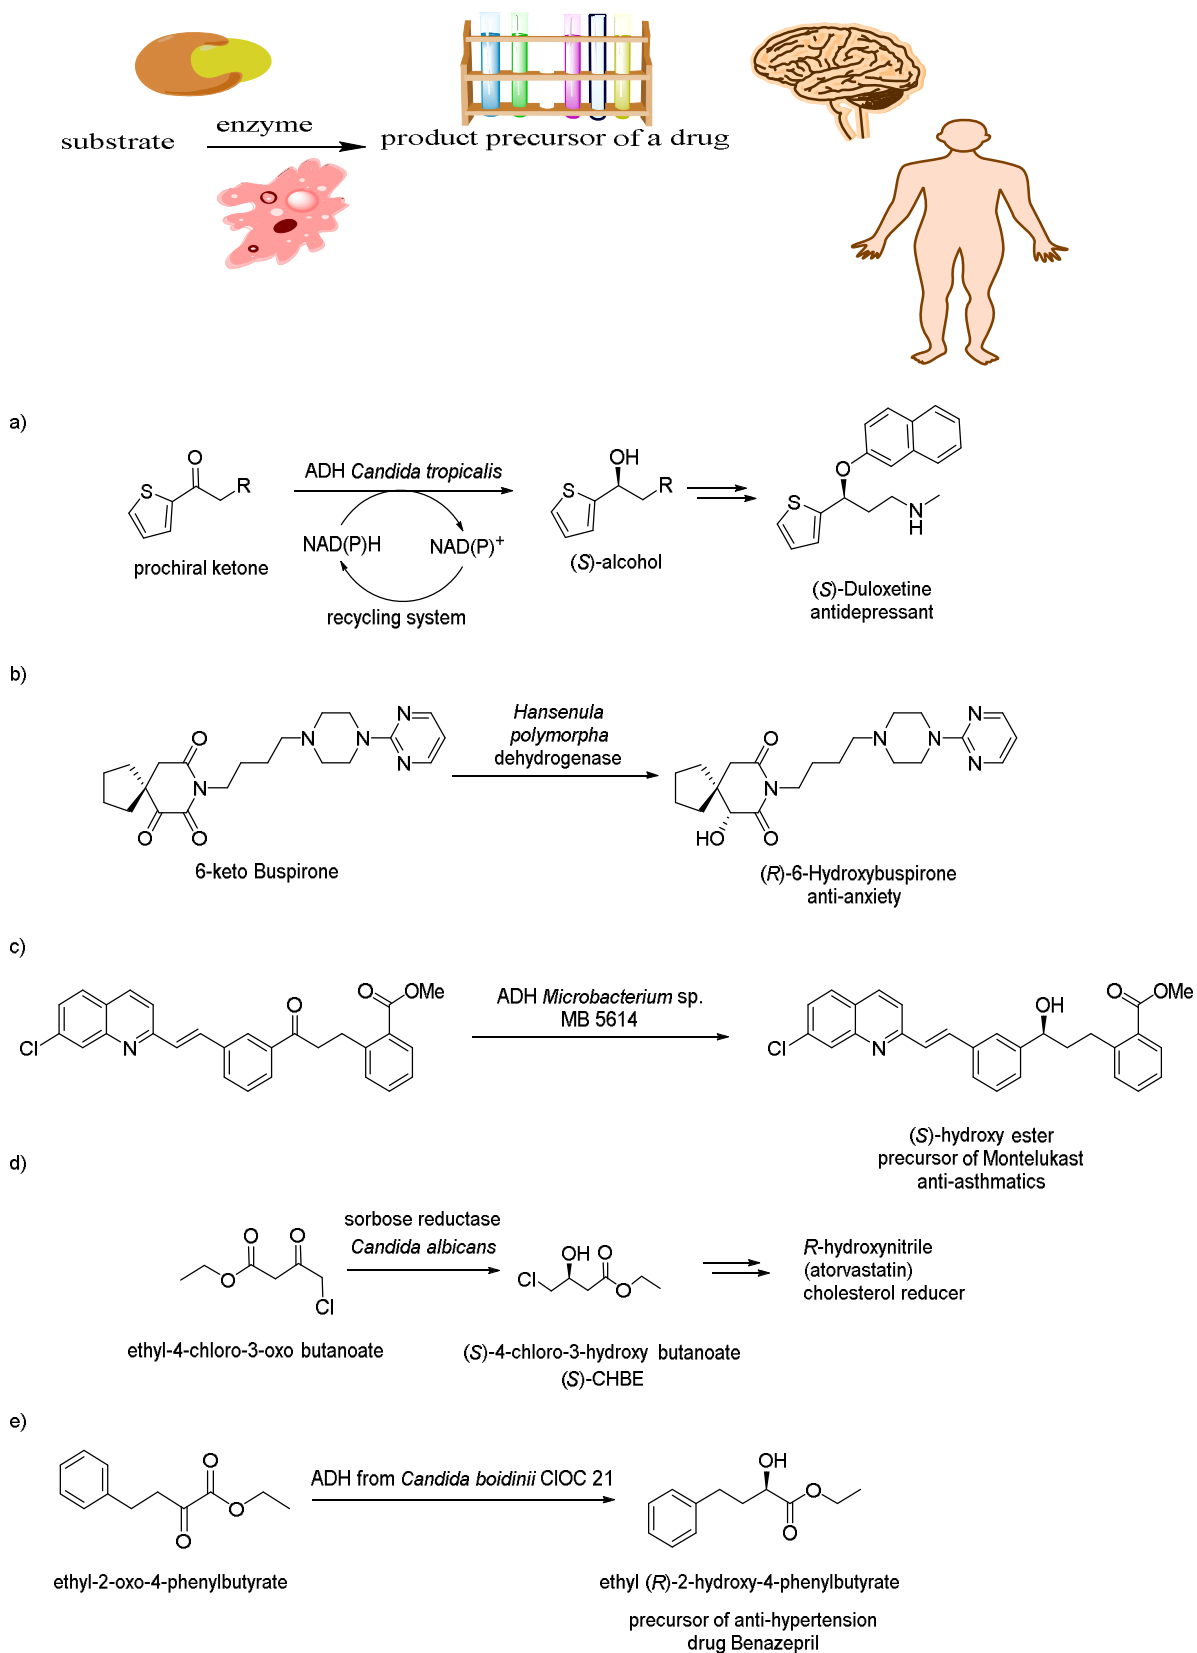 substrate
enzyme
product precursor of a drug
a)
O
S
R
prochiral ketone
ADH Candida tropicalis
NAD(P)H
NAD(P)+
recycling system
OH
S
R
(S)-alcohol
O
S
N
H
(S)-Duloxetine
antidepressant
b)
O
N
O
O
N
N
N
N
6-keto Buspirone
Hansenula
polymorpha
dehydrogenase
O
N
HO
O
N
N
N
N
(R)-6-Hydroxybuspirone
anti-anxiety
c)
Cl
N
O
O
OMe
ADH Microbacterium sp.
MB 5614
Cl
N
OH
O
OMe
(S)-hydroxy ester
precursor of Montelukast
anti-asthmatics
d)
O
O
O
Cl
ethyl-4-chloro-3-oxo butanoate
sorbose reductase
Candida albicans
OH
O
Cl
O
(S)-4-chloro-3-hydroxy butanoate
(S)-CHBE
R-hydroxynitrile
(atorvastatin)
cholesterol reducer
e)
O
O
O
ethyl-2-oxo-4-phenylbutyrate
ADH from Candida boidinii CIOC 21
OH
O
O
ethyl (R)-2-hydroxy-4-phenylbutyrate
precursor of anti-hypertension
drug Benazepril